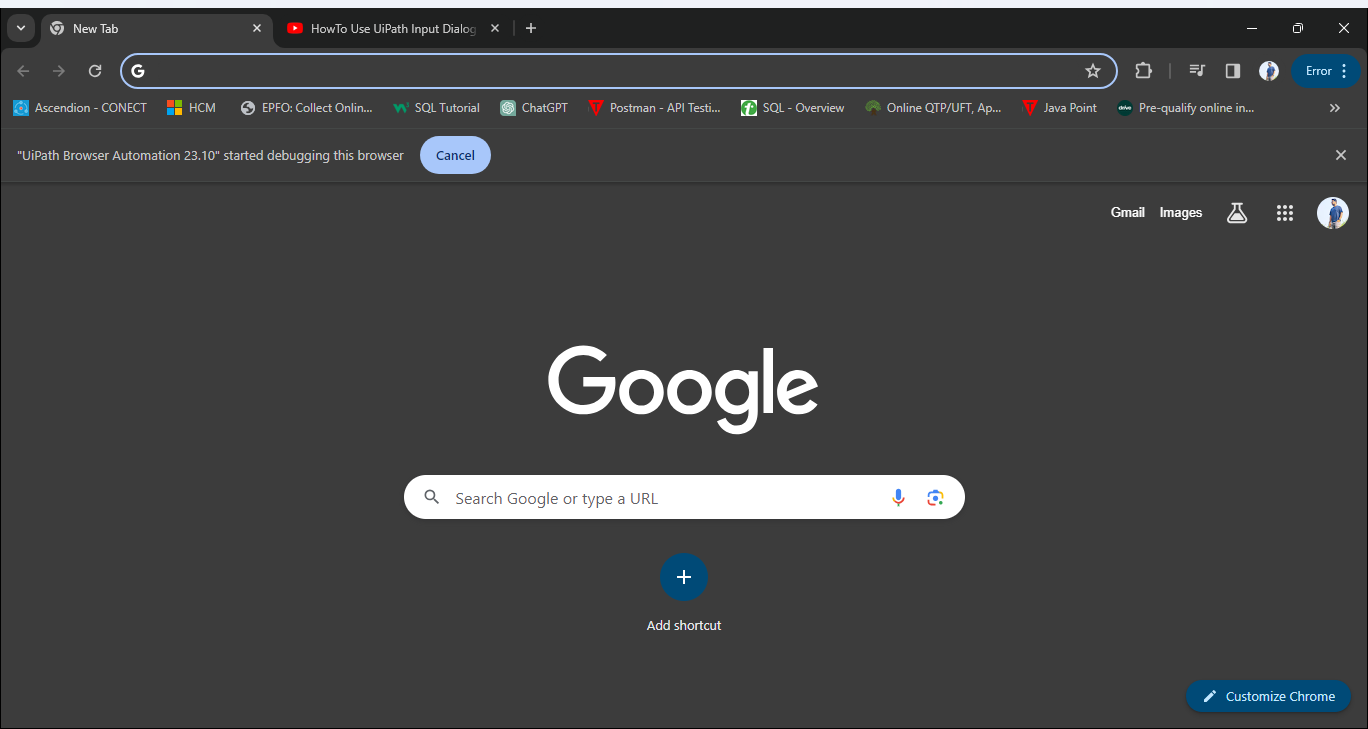 New Tab
HowTo Use UiPath Input Dialog
Error
Ascendion - CONECT HCM EPFO: Collect Onlin... SQL Tutorial ChatGPT Postman - API Testi... SQL - Overview Online QTP/UFT, Ap... Java Point Pre-qualify online in...
"UiPath Browser Automation 23.10" started debugging this browser Cancel
Gmail Images
Google
Search Google or type a URL
Add shortcut
Customize Chrome